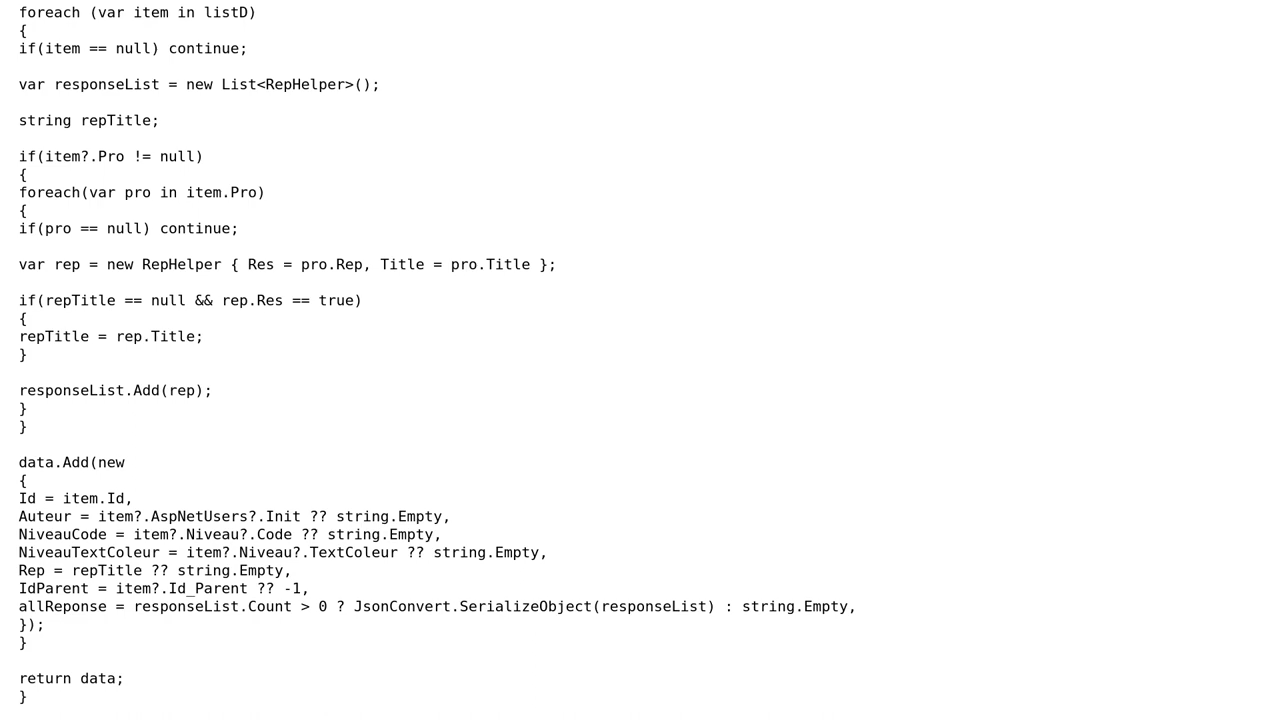 foreach (var item in listD)
{
if(item == null) continue;
var responseList = new List<RepHelper>();
string repTitle;
if(item?.Pro != null)
{
foreach(var pro in item.Pro)
{
if(pro == null) continue;
var rep = new RepHelper { Res = pro.Rep, Title = pro.Title };
if(repTitle == null && rep.Res == true)
{
repTitle = rep.Title;
}
responseList.Add(rep);
}
}
data.Add(new
{
Id = item.Id,
Auteur = item?.AspNetUsers?.Init ?? string.Empty,
NiveauCode = item?.Niveau?.Code ?? string.Empty,
NiveauTextColeur = item?.Niveau?.TextColeur ?? string.Empty,
Rep = repTitle ?? string.Empty,
IdParent = item?.Id_Parent ?? -1,
allReponse = responseList.Count > 0 ? JsonConvert.SerializeObject(responseList) : string.Empty,
});
}
return data;
}